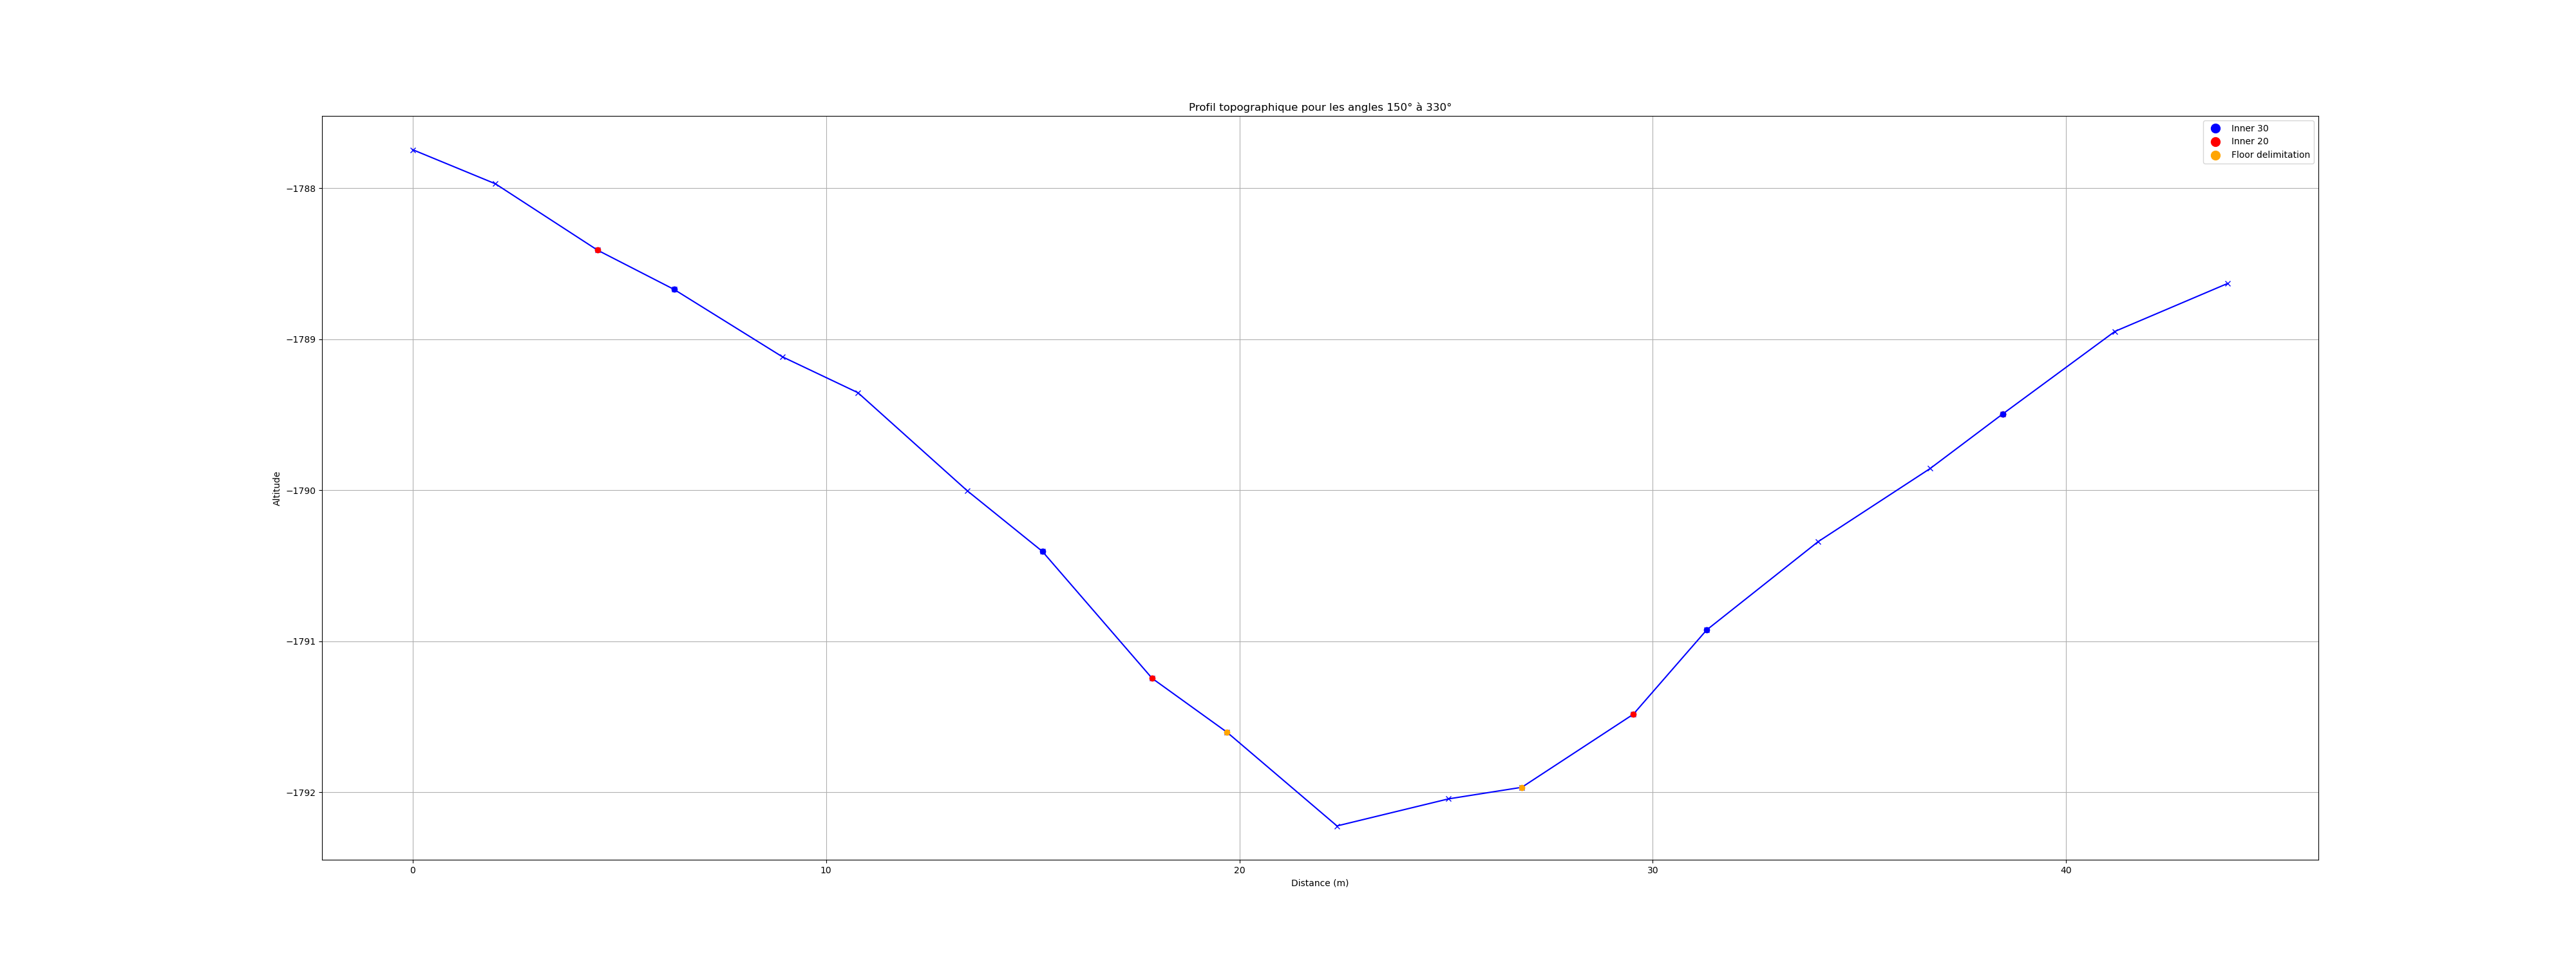 Profil topographique pour les angles 150° à 330°
Inner 30
Inner 20
Floor delimitation
Altitude
−1788
−1789
−1790
−1791
−1792
0 10 20 30 40
Distance (m)